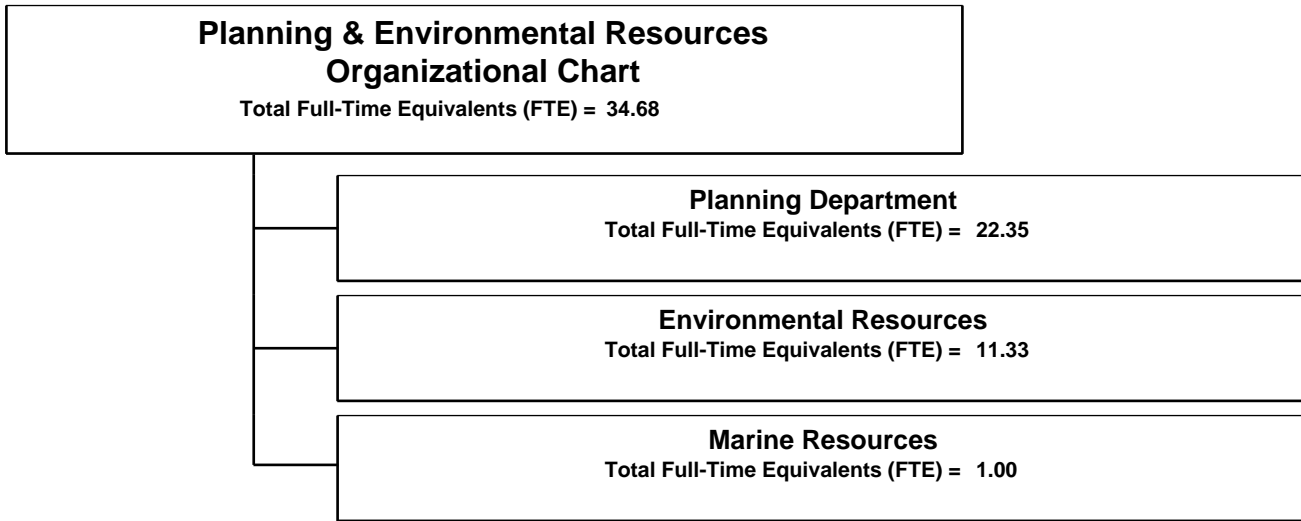 Planning & Environmental Resources
Organizational Chart
Total Full-Time Equivalents (FTE) = 34.68
Planning Department
Total Full-Time Equivalents (FTE) = 22.35
Environmental Resources
Total Full-Time Equivalents (FTE) = 11.33
Marine Resources
Total Full-Time Equivalents (FTE) = 1.00